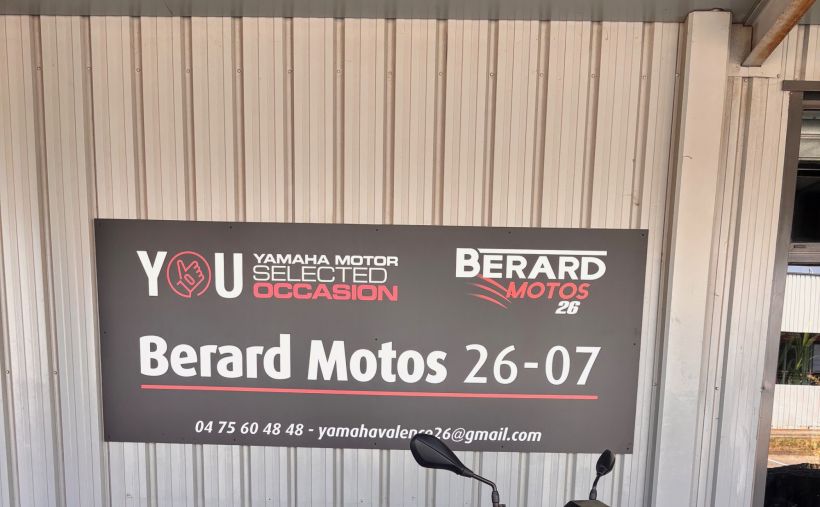 YOU
YAMAHA MOTOR
SELECTED
OCCASION
BERARD
MOTOS
26
Berard Motos 26-07
04 75 60 48 48 - yamahavalence26@gmail.com